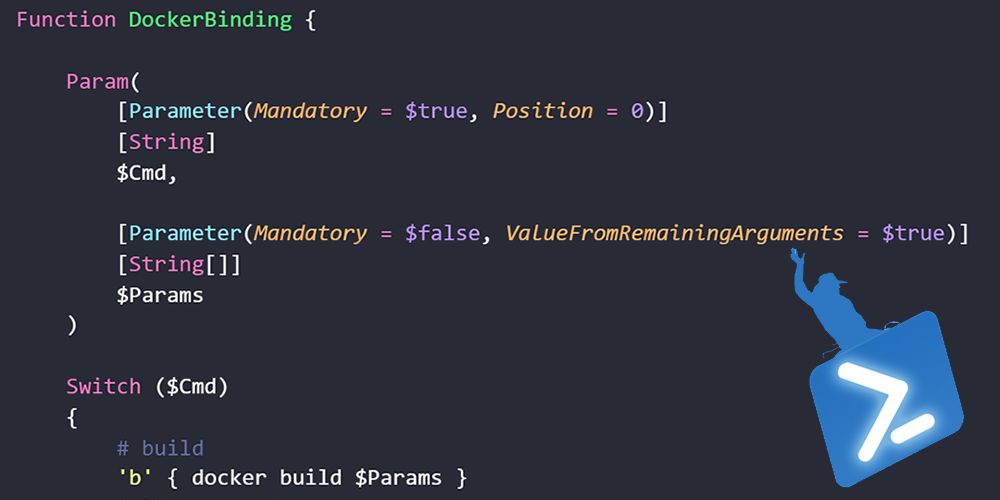 Function DockerBinding {
Param(
[Parameter(Mandatory = $true, Position = 0)]
[String]
$Cmd,
[Parameter(Mandatory = $false, ValueFromRemainingArguments = $true)]
[String[]]
$Params
)
Switch ($Cmd)
{
# build
'b' { docker build $Params }